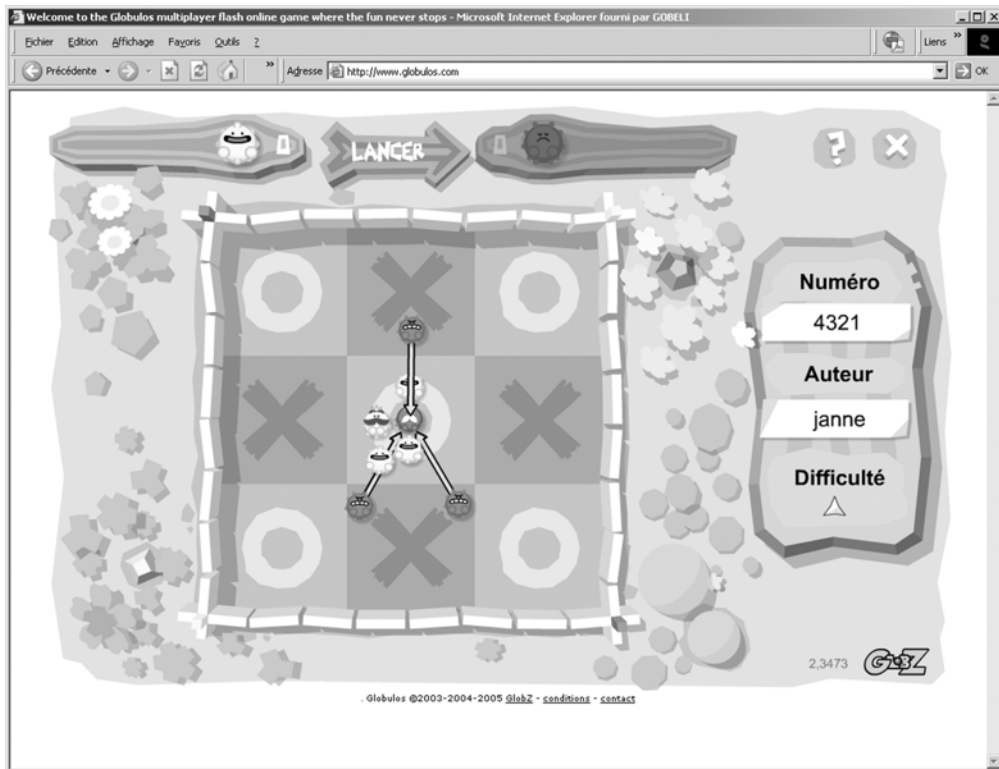 Welcome to the Globulos multiplayer flash online game where the fun never stops - Microsoft Internet Explorer fourni par GOBELI
Fichier Edition Affichage Favoris Outils ?
Liens »
Précédente
» Adresse http://www.globulos.com
OK
LANCER
?
Numéro
4321
Auteur
janne
Difficulté
2,3473 GlobZ
. Globulos @2003-2004-2005 GlobZ - conditions - contact